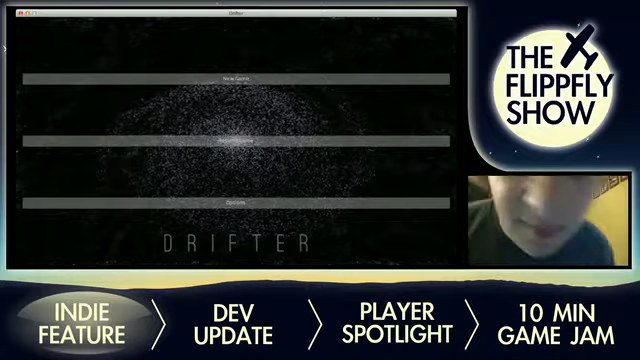 Drifter
New Game
Options
DRIFTER
THE
FLIPPFLY
SHOW
INDIE
FEATURE
DEV
UPDATE
PLAYER
SPOTLIGHT
10 MIN
GAME JAM